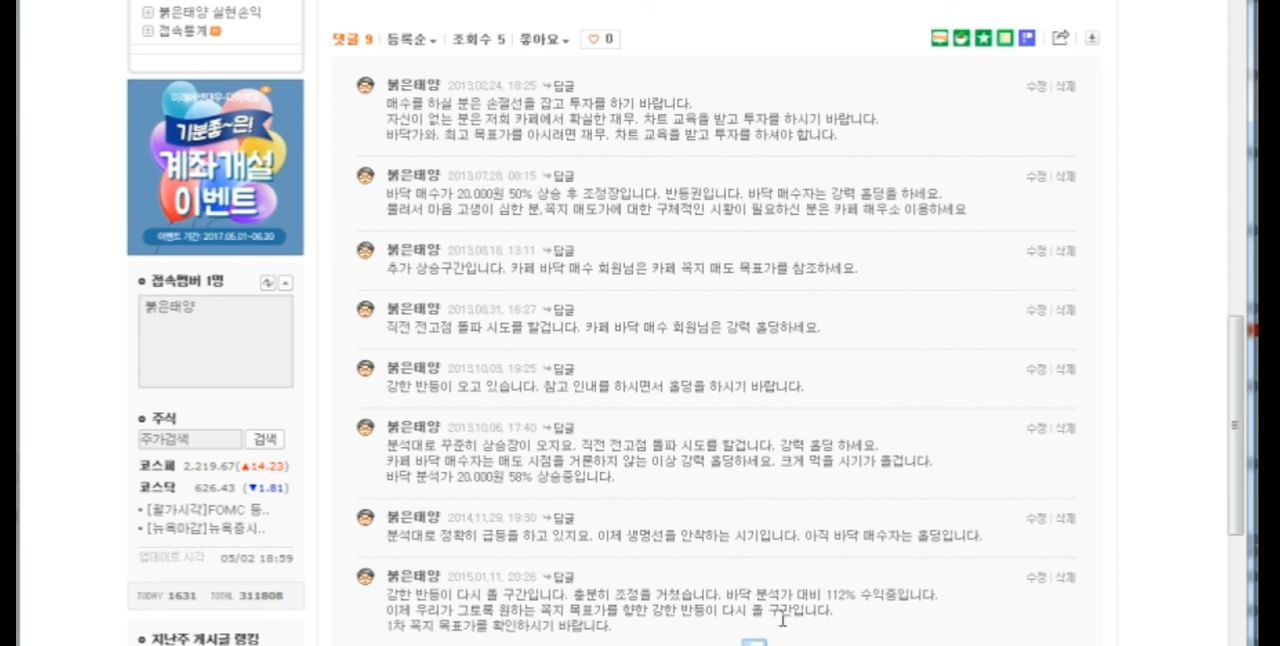 붉은태양 실현손익
접속통계
미래에셋대우-다이렉트
기분좋~은!
계좌개설
이벤트
이벤트 기간: 2017.05.01~06.30
접속멤버 1명
붉은태양
주식
주가검색 검색
코스피 2,219.67(▲14.23)
코스닥 626.43 (▼1.81)
• [월가시각]FOMC 등..
• [뉴욕마감]뉴욕증시..
업데이트 시각 05/02 18:59
TODAY 1631 TOTAL 311808
지난주 게시글 랭킹
댓글 9 등록순 조회수 5 좋아요 0
붉은태양 2013.02.24. 18:25 답글 수정 | 삭제
매수를 하실 분은 손절선을 잡고 투자를 하기 바랍니다.
자신이 없는 분은 저희 카페에서 확실한 재무. 차트 교육을 받고 투자를 하시기 바랍니다.
바닥가와. 최고 목표가를 아시려면 재무. 차트 교육을 받고 투자를 하셔야 합니다.
붉은태양 2013.07.28. 08:15 답글 수정 | 삭제
바닥 매수가 20.000원 50% 상승 후 조정장입니다. 반등권입니다. 바닥 매수자는 강력 홀딩을 하세요.
물려서 마음 고생이 심한 분,꼭지 매도가에 대한 구체적인 시황이 필요하신 분은 카페 해우소 이용하세요
붉은태양 2013.08.18. 13:11 답글 수정 | 삭제
추가 상승구간입니다. 카페 바닥 매수 회원님은 카페 꼭지 매도 목표가를 참조하세요.
붉은태양 2013.08.31. 16:27 답글 수정 | 삭제
직전 전고점 돌파 시도를 할겁니다. 카페 바닥 매수 회원님은 강력 홀딩하세요.
붉은태양 2013.10.03. 19:25 답글 수정 | 삭제
강한 반등이 오고 있습니다. 참고 인내를 하시면서 홀딩을 하시기 바랍니다.
붉은태양 2013.10.06. 17:40 답글 수정 | 삭제
분석대로 꾸준히 상승장이 오지요. 직전 전고점 돌파 시도를 할겁니다. 강력 홀딩 하세요.
카페 바닥 매수자는 매도 시점을 거론하지 않는 이상 강력 홀딩하세요. 크게 먹을 시기가 올겁니다.
바닥 분석가 20.000원 58% 상승중입니다.
붉은태양 2014.11.29. 19:30 답글 수정 | 삭제
분석대로 정확히 급등을 하고 있지요. 이제 생명선을 안착하는 시기입니다. 아직 바닥 매수자는 홀딩입니다.
붉은태양 2015.01.11. 20:26 답글 수정 | 삭제
강한 반등이 다시 올 구간입니다. 충분히 조정을 거쳤습니다. 바닥 분석가 대비 112% 수익중입니다.
이제 우리가 그토록 원하는 꼭지 목표가를 향한 강한 반등이 다시 올 구간입니다.
1차 꼭지 목표가를 확인하시기 바랍니다.